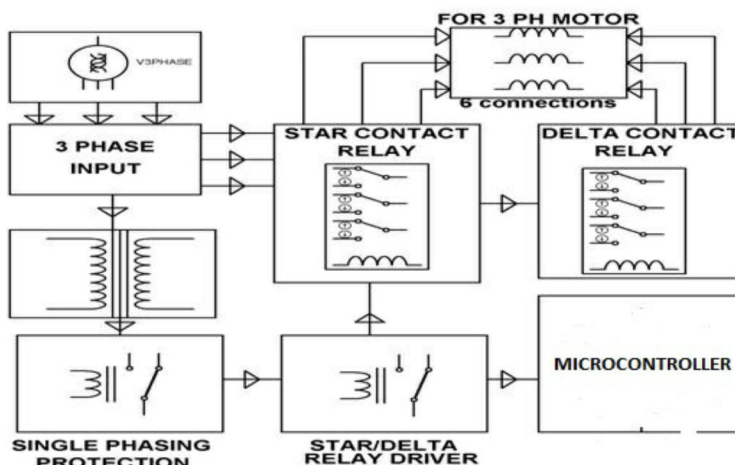 FOR 3 PH MOTOR
V3PHASE
6 connections
3 PHASE
INPUT
STAR CONTACT
RELAY
DELTA CONTACT
RELAY
MICROCONTROLLER
SINGLE PHASING
PROTECTION
STAR/DELTA
RELAY DRIVER